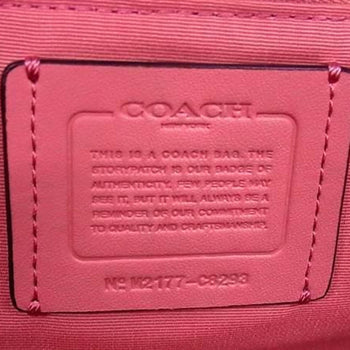 COACH
NEW YORK
THIS IS A COACH BAG. THE
STORYPATCH IS OUR BADGE OF
AUTHENTICITY. FEW PEOPLE MAY
SEE IT, BUT IT WILL ALWAYS BE A
REMINDER OF OUR COMMITMENT
TO QUALITY AND CRAFTSMANSHIP.
Nº M2177-C8293